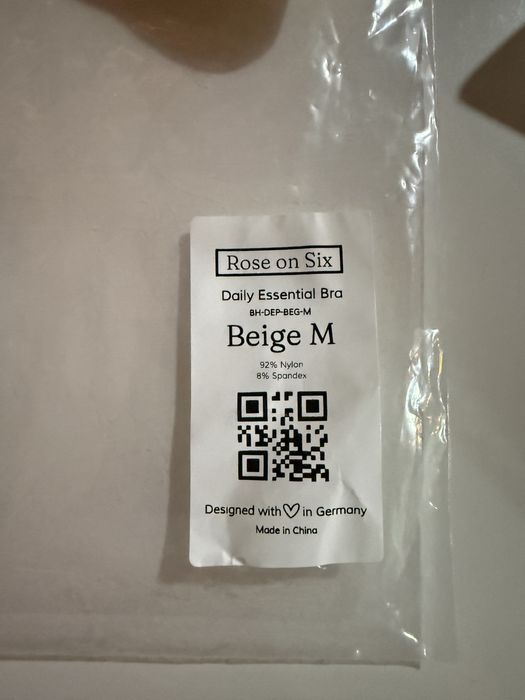 Rose on Six
Daily Essential Bra
BH-DEP-BEG-M
Beige M
92% Nylon
8% Spandex
Designed with♡in Germany
Made in China